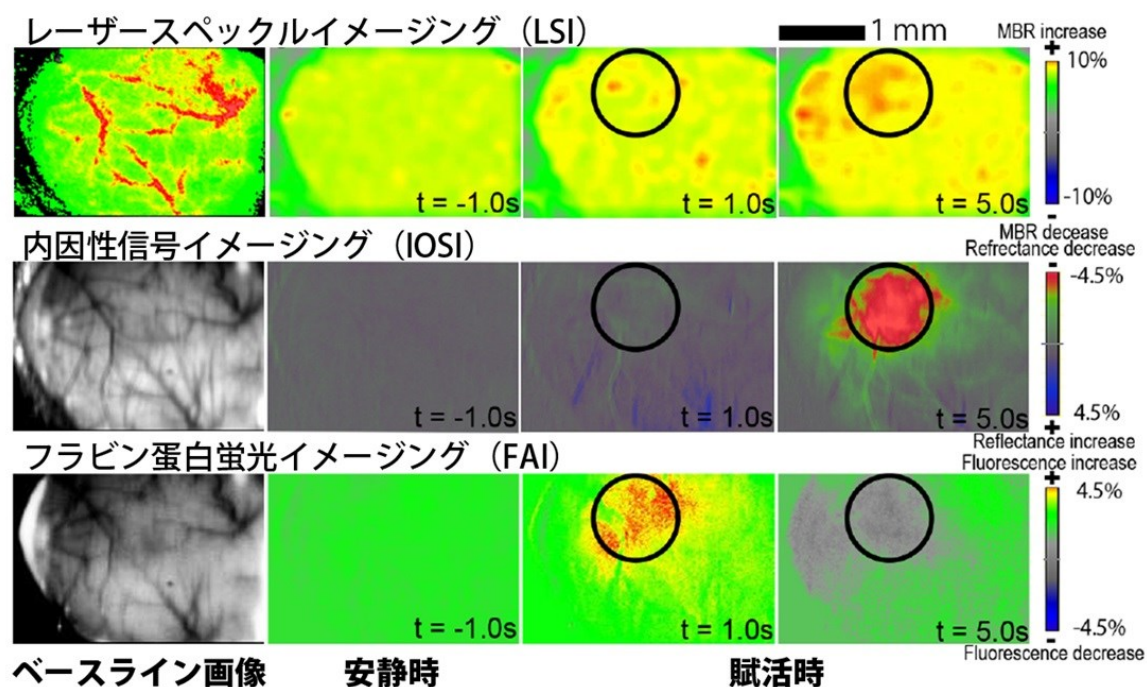 レーザースペックルイメージング（LSI）
1 mm
MBR increase
+
10%
t = -1.0s
t = 1.0s
t = 5.0s
-10%
-
MBR decease
内因性信号イメージング（IOSI）
Refrectance decrease
-
-4.5%
t = -1.0s
t = 1.0s
t = 5.0s
4.5%
+
Reflectance increase
フラビン蛋白蛍光イメージング（FAI）
Fluorescence increase
+
4.5%
t = -1.0s
t = 1.0s
t = 5.0s
-4.5%
-
Fluorescence decrease
ベースライン画像
安静時
賦活時